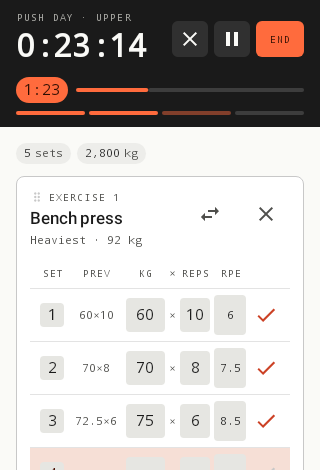 PUSH DAY · UPPER
0:23:14
END
1:23
5 sets
2,800 kg
EXERCISE 1
Bench press
Heaviest · 92 kg
SET PREV KG × REPS RPE
1 60×10 60 × 10 6
2 70×8 70 × 8 7.5
3 72.5×6 75 × 6 8.5